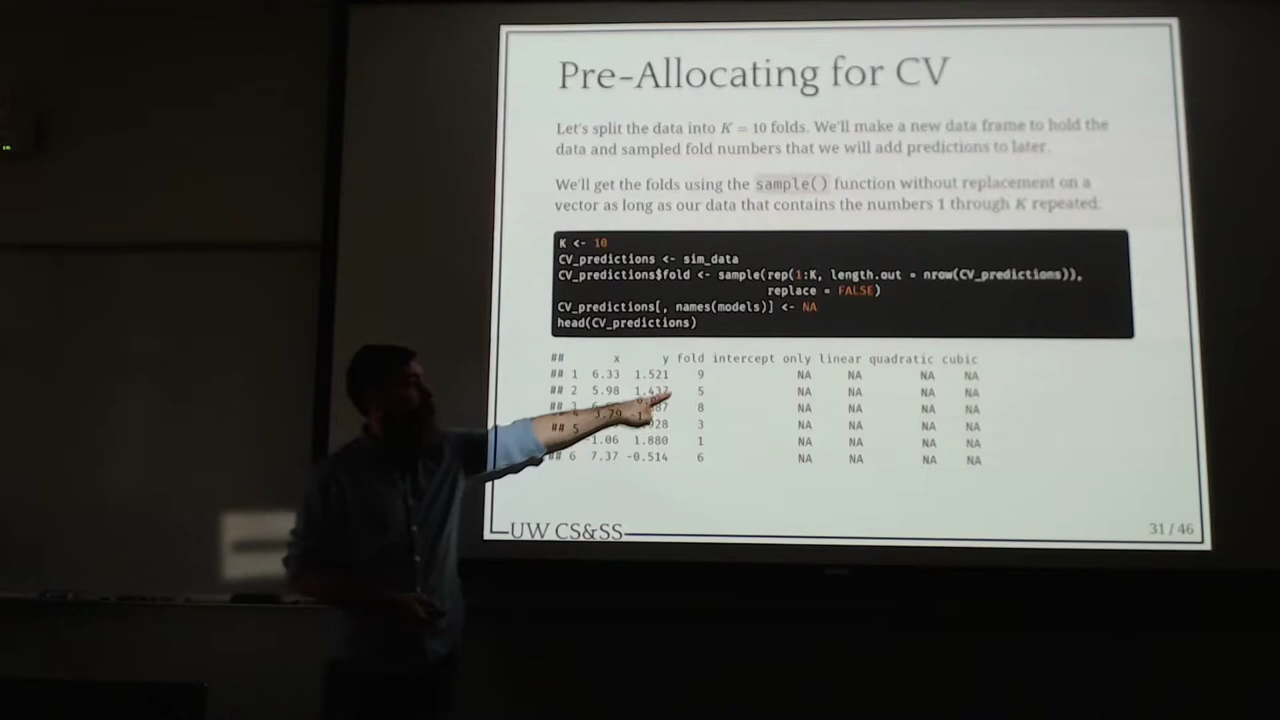 Pre-Allocating for CV
Let's split the data into K = 10 folds. We'll make a new data frame to hold the
data and sampled fold numbers that we will add predictions to later.
We'll get the folds using the sample() function without replacement on a
vector as long as our data that contains the numbers 1 through K repeated:
K <- 10
CV_predictions <- sim_data
CV_predictions$fold <- sample(rep(1:K, length.out = nrow(CV_predictions)),
replace = FALSE)
CV_predictions[, names(models)] <- NA
head(CV_predictions)
## x y fold intercept only linear quadratic cubic
## 1 6.33 1.521 9 NA NA NA NA
## 2 5.98 1.437 5 NA NA NA NA
## 3 8 NA NA NA NA
3.79 3 NA NA NA NA
## 5 -1.06 1.880 1 NA NA NA NA
## 6 7.37 -0.514 6 NA NA NA NA
UW CS&SS
31 / 46